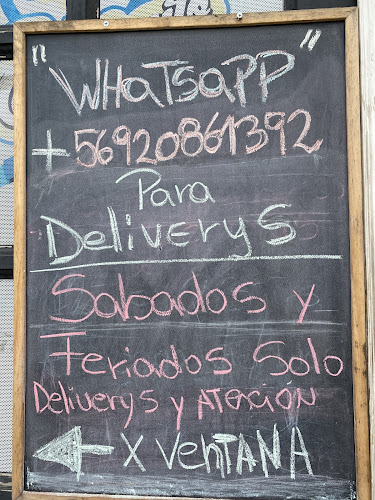 "WHATSAPP"
+56920861392
Para
Deliverys
Sabados y
Feriados Solo
Deliverys y ATENCIÓN
X VENTANA